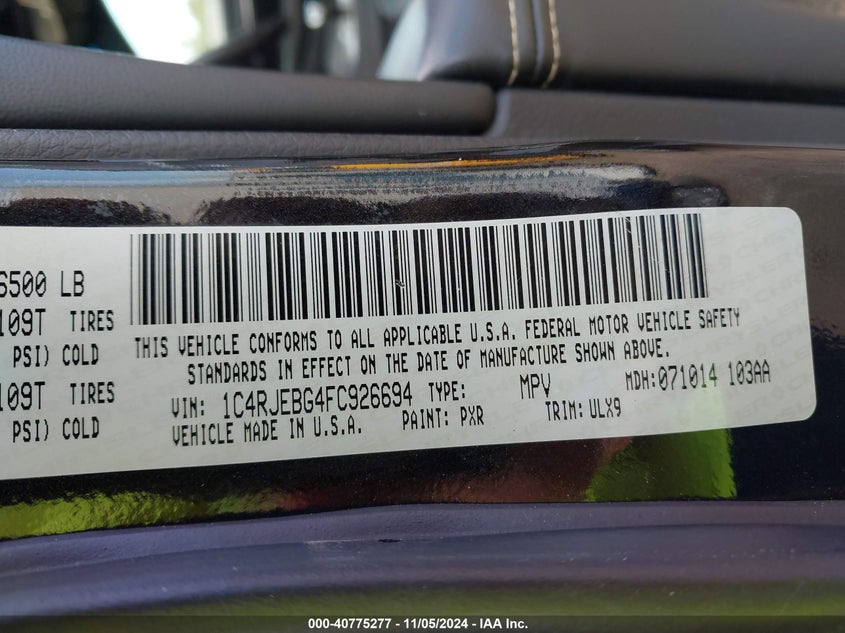 6500 LB
109T TIRES
PSI) COLD
109T TIRES
PSI) COLD
THIS VEHICLE CONFORMS TO ALL APPLICABLE U.S.A. FEDERAL MOTOR VEHICLE SAFETY
STANDARDS IN EFFECT ON THE DATE OF MANUFACTURE SHOWN ABOVE.
VIN: 1C4RJEBG4FC926694 TYPE: MPV MDH:071014 103AA
VEHICLE MADE IN U.S.A. PAINT: PXR TRIM: ULX9
000-40775277 - 11/05/2024 - IAA Inc.